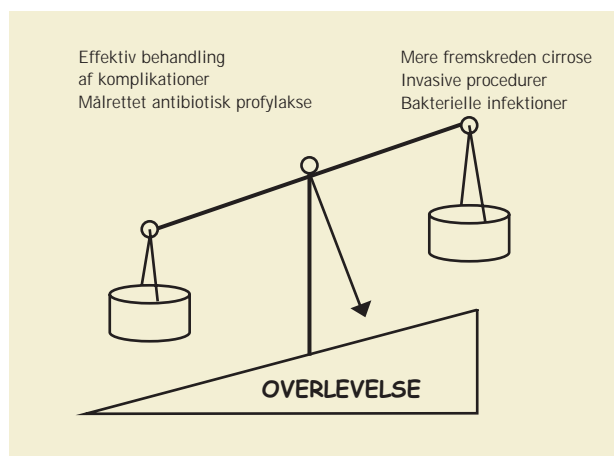 Effektiv behandling
af komplikationer
Målrettet antibiotisk profylakse
Mere fremskreden cirrose
Invasive procedurer
Bakterielle infektioner
OVERLEVELSE